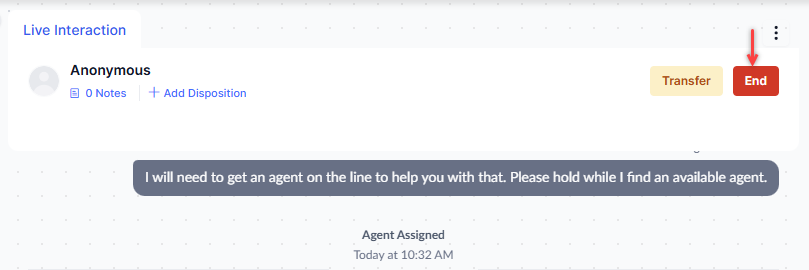 Live Interaction
Anonymous
0 Notes
Add Disposition
Transfer
End
I will need to get an agent on the line to help you with that. Please hold while I find an available agent.
Agent Assigned
Today at 10:32 AM